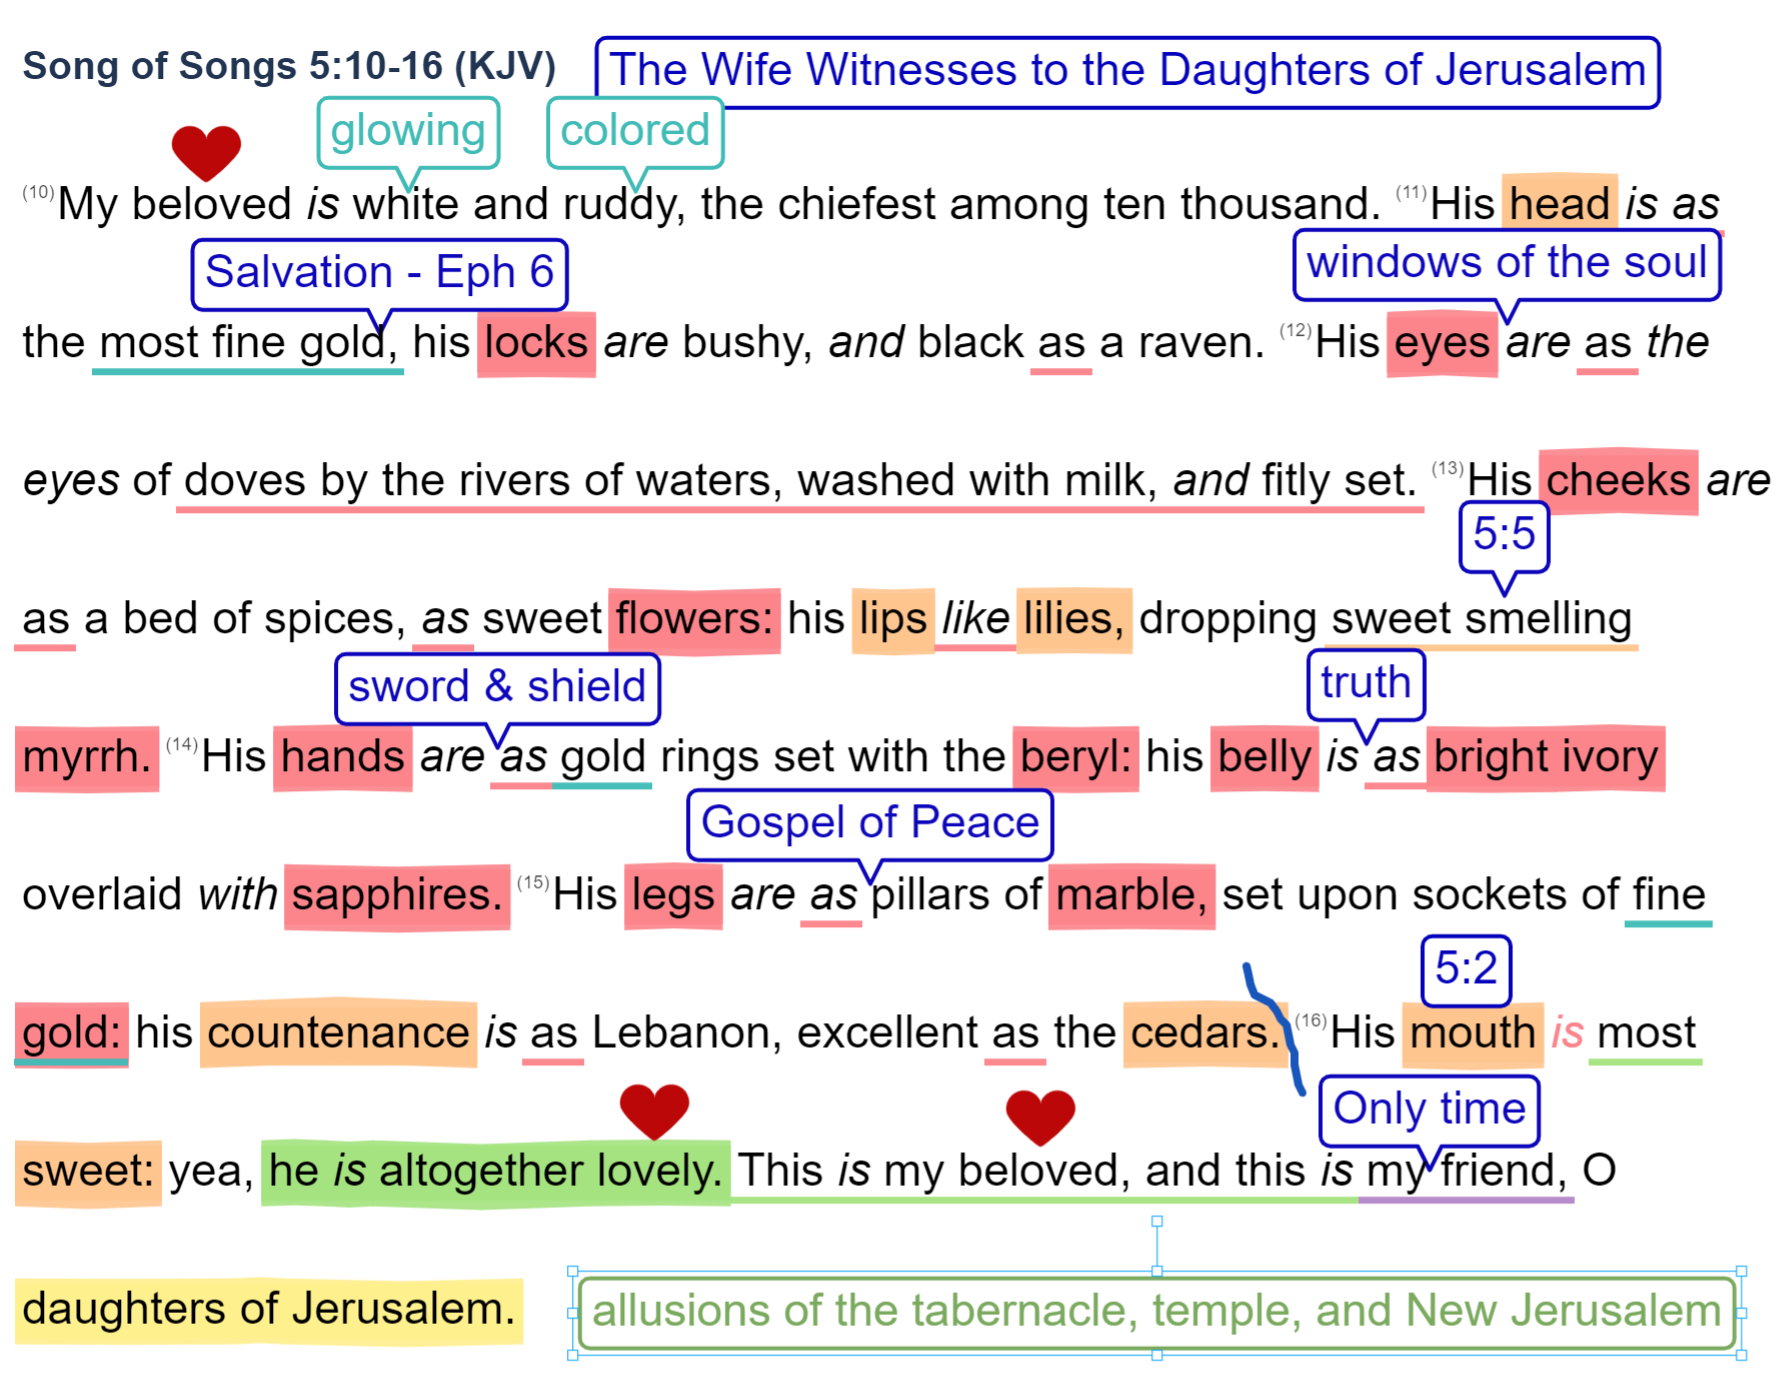 Song of Songs 5:10-16 (KJV)
The Wife Witnesses to the Daughters of Jerusalem
glowing
colored
(10)My beloved is white and ruddy, the chiefest among ten thousand. (11)His head is as
Salvation - Eph 6
windows of the soul
the most fine gold, his locks are bushy, and black as a raven. (12)His eyes are as the
eyes of doves by the rivers of waters, washed with milk, and fitly set. (13)His cheeks are
5:5
as a bed of spices, as sweet flowers: his lips like lilies, dropping sweet smelling
sword & shield
truth
myrrh. (14)His hands are as gold rings set with the beryl: his belly is as bright ivory
Gospel of Peace
overlaid with sapphires. (15)His legs are as pillars of marble, set upon sockets of fine
5:2
gold: his countenance is as Lebanon, excellent as the cedars. (16)His mouth is most
Only time
sweet: yea, he is altogether lovely. This is my beloved, and this is my friend, O
daughters of Jerusalem.
allusions of the tabernacle, temple, and New Jerusalem